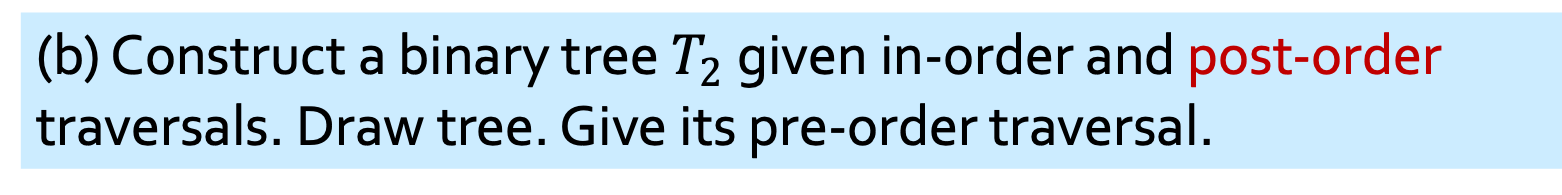 (b) Construct a binary tree 𝑇₂ given in-order and post-order
traversals. Draw tree. Give its pre-order traversal.